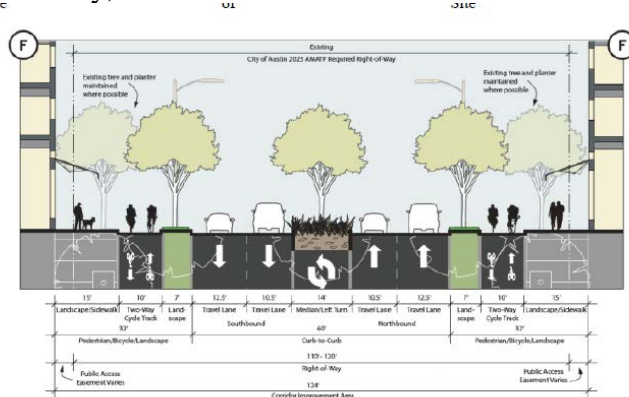 of
Site
Existing
City of Austin 2025 AMATP Required Right-of-Way
F
F
Existing tree and planter
maintained
where possible
Existing tree and planter
maintained
where possible
15' 10' 7' 12.5' 10.5' 14' 10.5' 12.5' 7' 10' 15'
Landscape/Sidewalk Two-Way Land- Travel Lane Travel Lane Median/Left Turn Travel Lane Travel Lane Land- Two-Way Landscape/Sidewalk
Cycle Track scape scape Cycle Track
Southbound Northbound
32' 60' 32'
Pedestrian/Bicycle/Landscape Curb-to-Curb Pedestrian/Bicycle/Landscape
110'- 120'
Right-of-Way
Public Access
Easement Varies
Public Access
Easement Varies
124'
Corridor Improvement Area